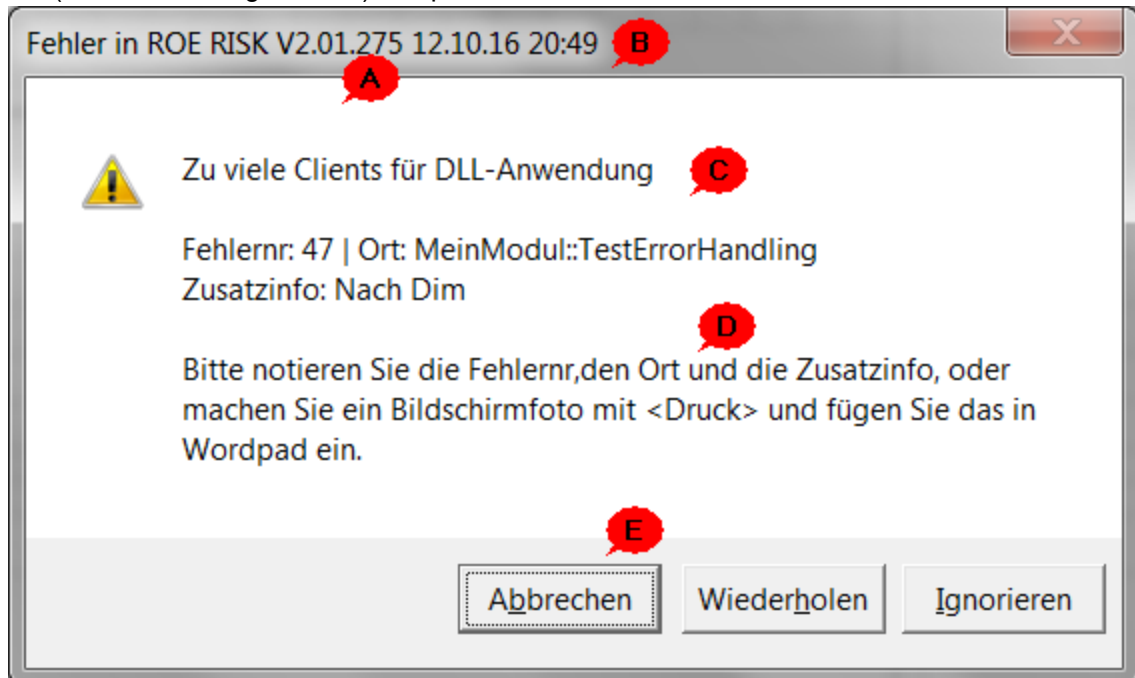 Fehler in ROE RISK V2.01.275 12.10.16 20:49 B X
A
Zu viele Clients für DLL-Anwendung C
Fehlernr: 47 | Ort: MeinModul::TestErrorHandling
Zusatzinfo: Nach Dim
D
Bitte notieren Sie die Fehlernr,den Ort und die Zusatzinfo, oder
machen Sie ein Bildschirmfoto mit <Druck> und fügen Sie das in
Wordpad ein.
E
Abbrechen Wiederholen Ignorieren